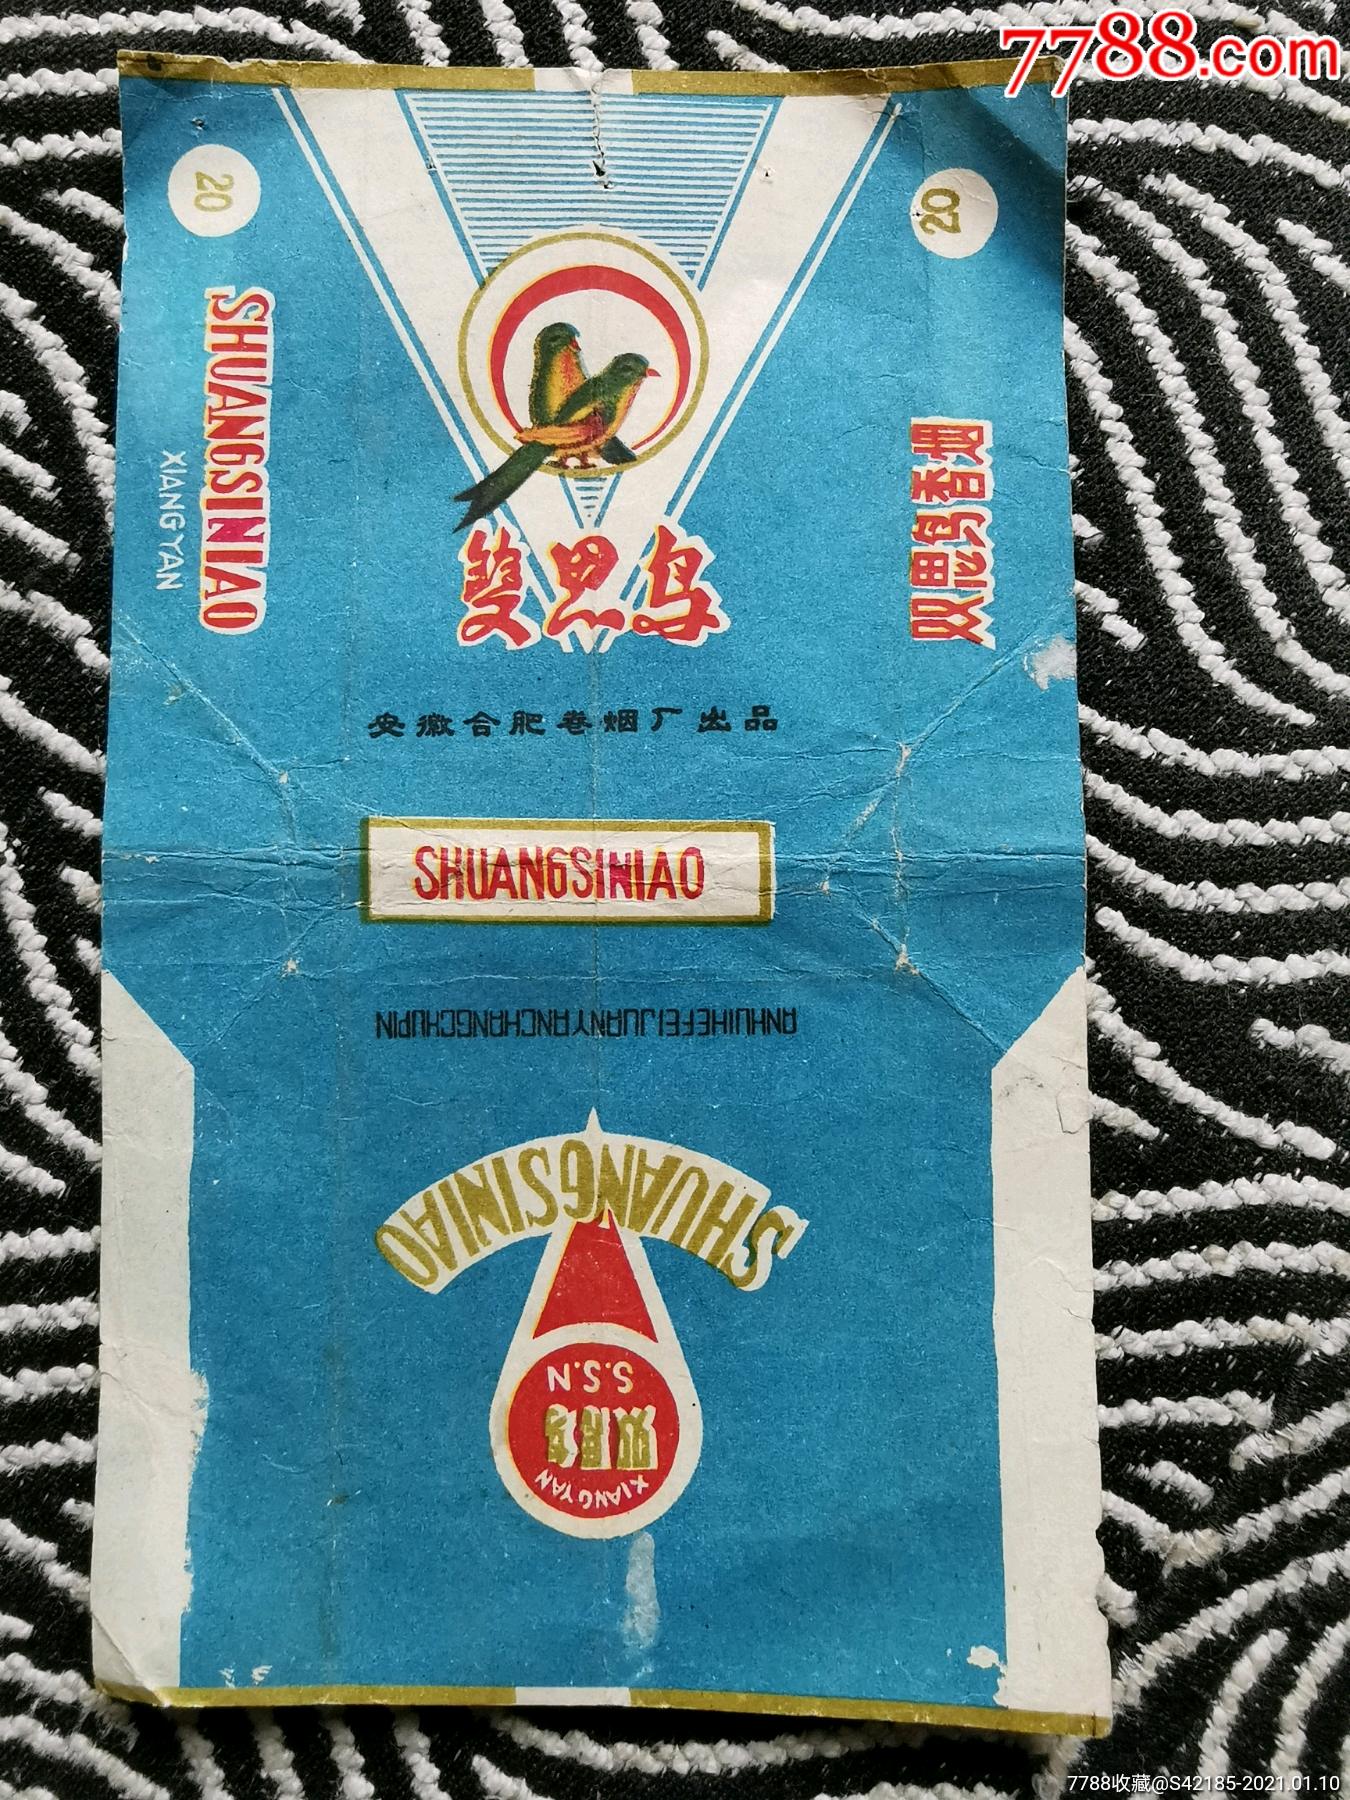 7788.com
20
20
SHUANGSINIAO
XIANG YAN
双思鸟香烟
雙思鸟
安徽合肥卷烟厂出品
SHUANGSINIAO
ANHUIHEFEIJUANYANCHANGCHUPIN
SHUANGSINIAO
S.S.N
双思鸟
XIANGYAN
7788收藏@S42185-2021.01.10